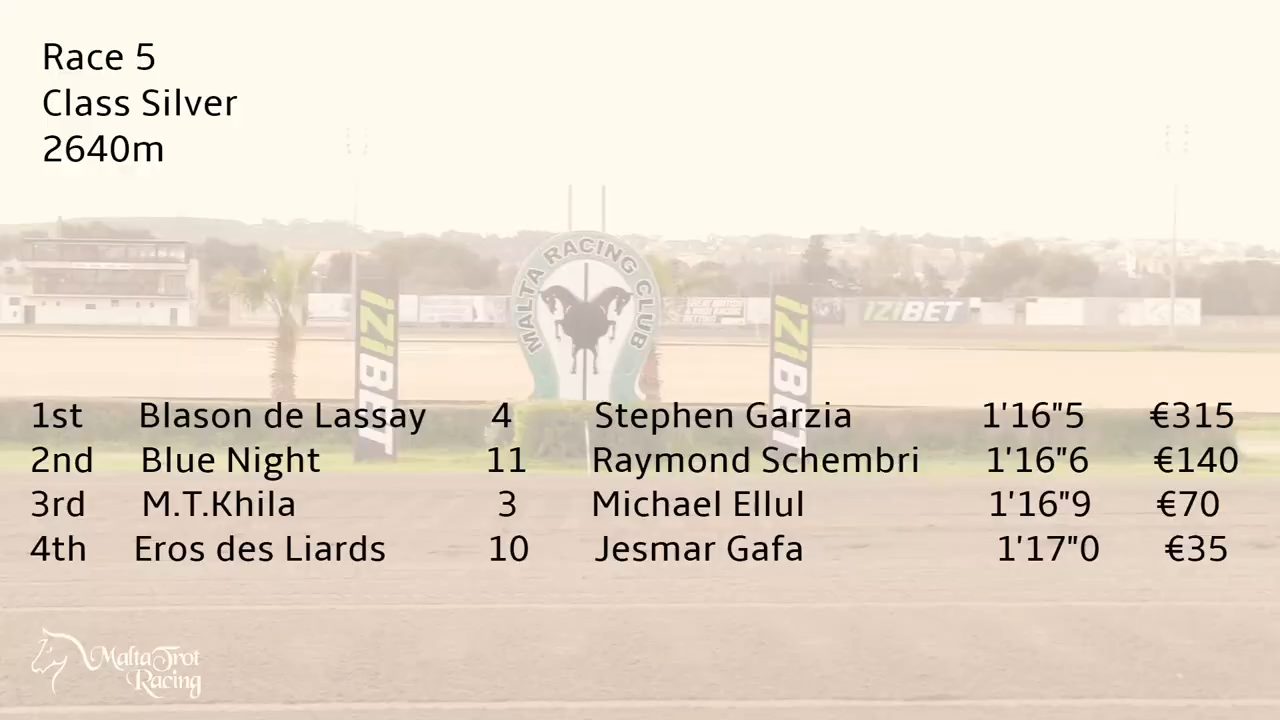 Race 5
Class Silver
2640m
MALTA RACING CLUB
IZIBET
IZIBET
IZIBET
1st Blason de Lassay 4 Stephen Garzia 1'16"5 €315
2nd Blue Night 11 Raymond Schembri 1'16"6 €140
3rd M.T.Khila 3 Michael Ellul 1'16"9 €70
4th Eros des Liards 10 Jesmar Gafa 1'17"0 €35
Malta Trot
Racing